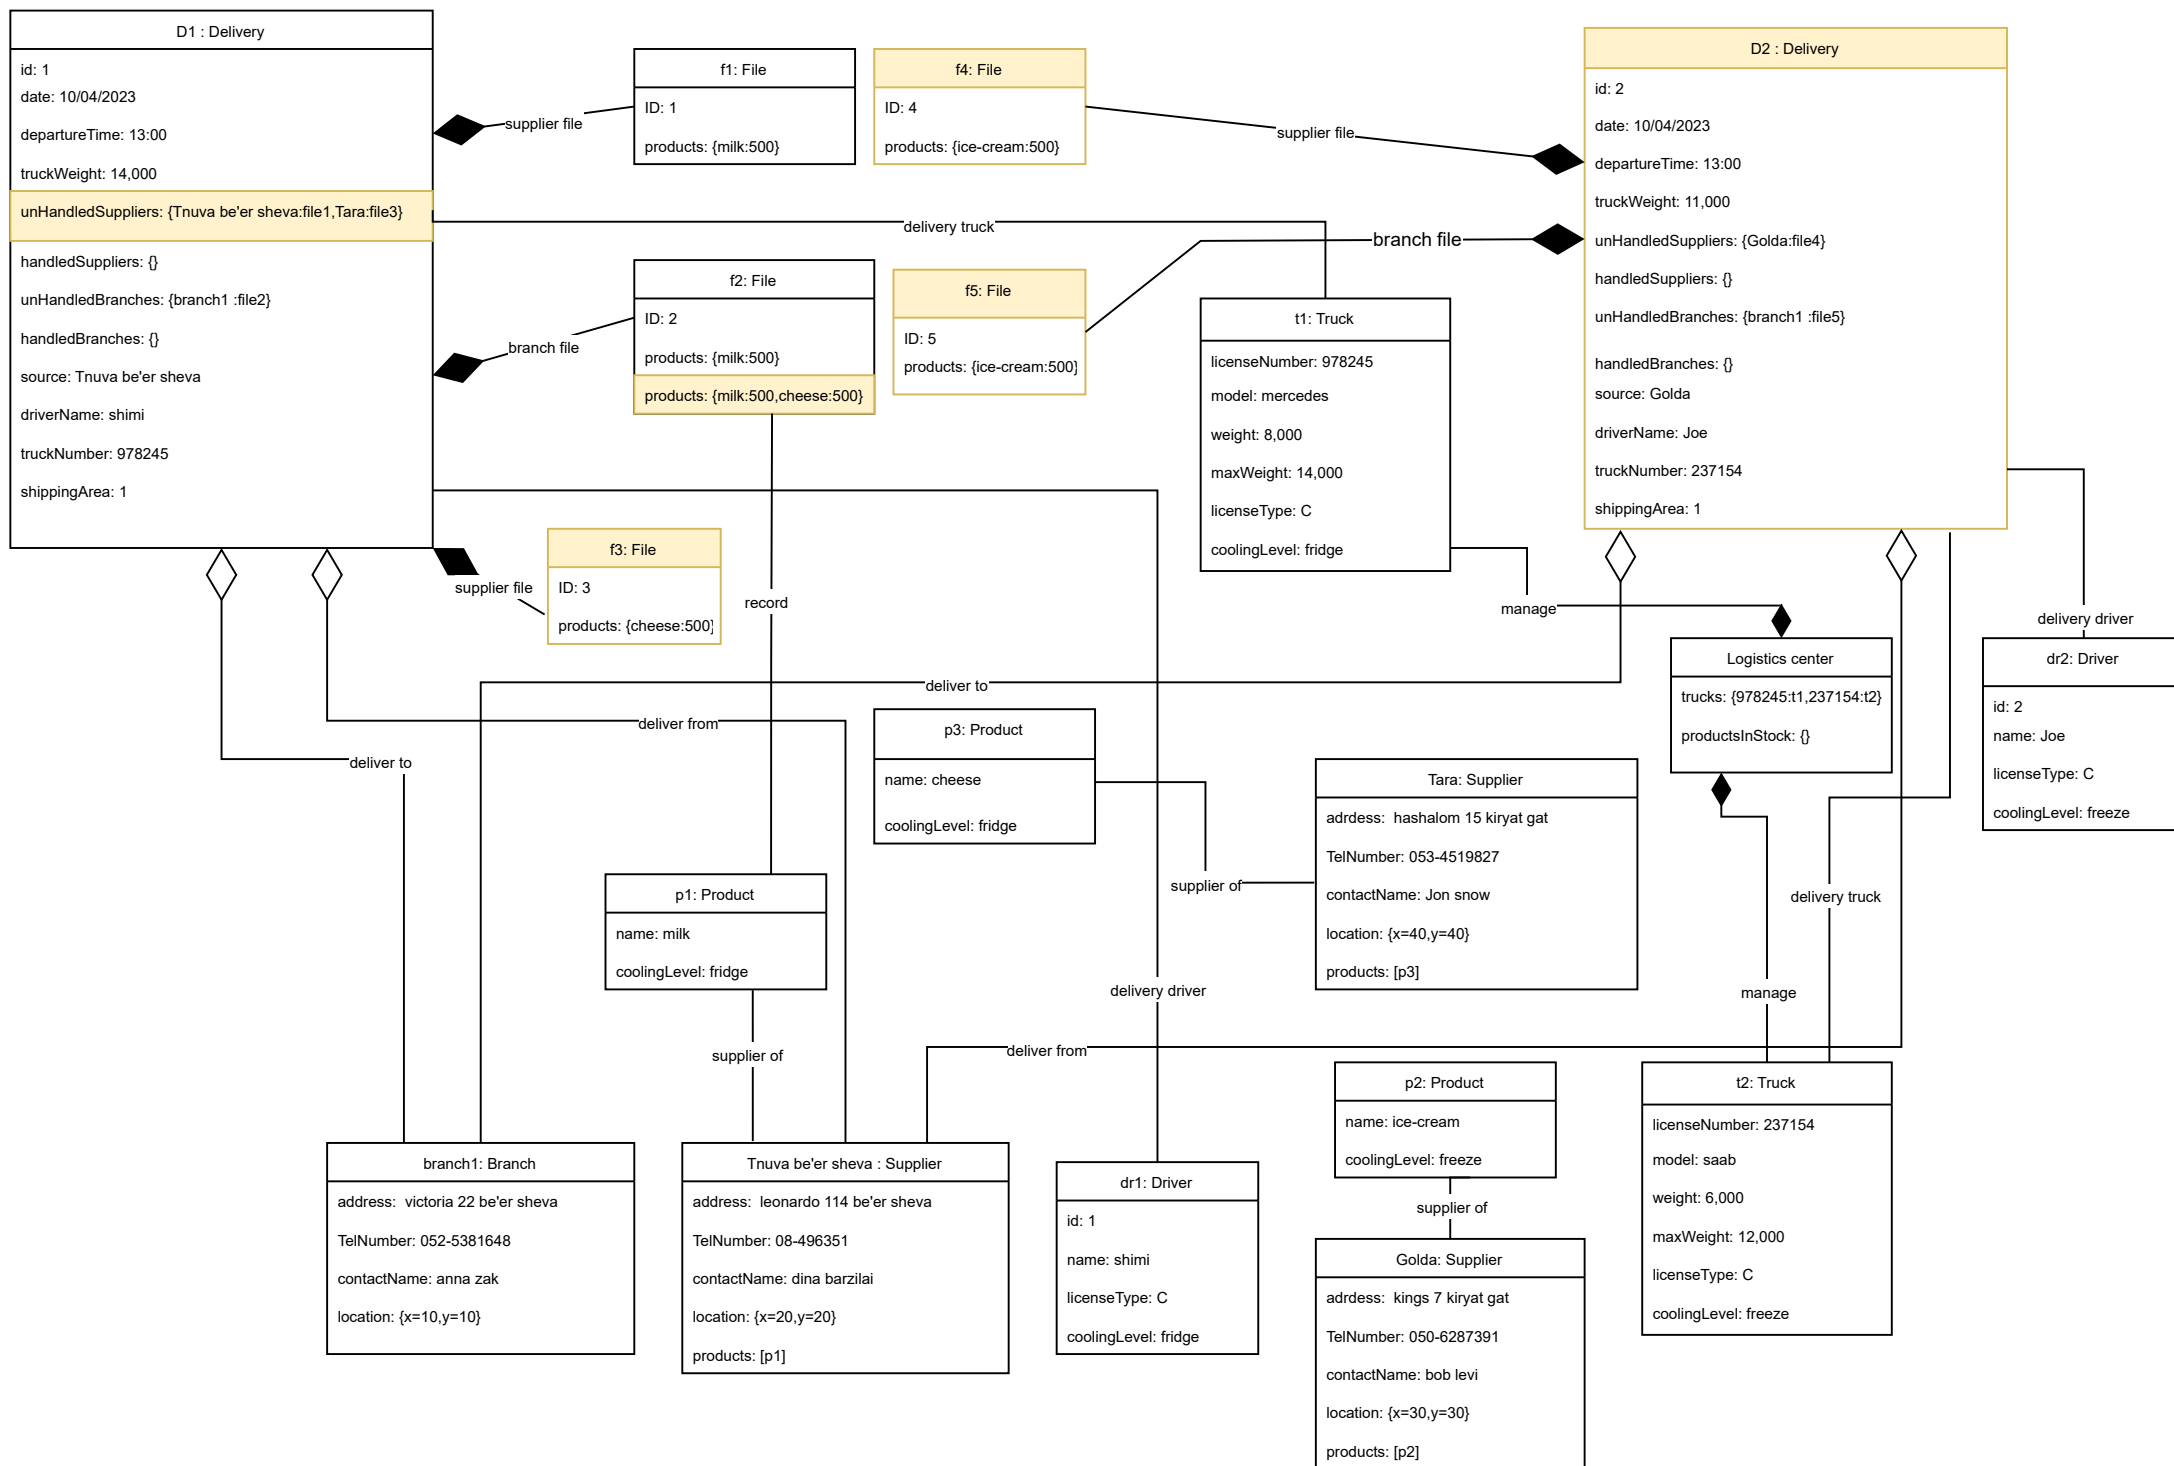 D1 : Delivery
id: 1
date: 10/04/2023
departureTime: 13:00
truckWeight: 14,000
unHandledSuppliers: {Tnuva be'er sheva:file1,Tara:file3}
handledSuppliers: {}
unHandledBranches: {branch1 :file2}
handledBranches: {}
source: Tnuva be'er sheva
driverName: shimi
truckNumber: 978245
shippingArea: 1
supplier file
f1: File
ID: 1
products: {milk:500}
f4: File
ID: 4
products: {ice-cream:500}
supplier file
D2 : Delivery
id: 2
date: 10/04/2023
departureTime: 13:00
truckWeight: 11,000
unHandledSuppliers: {Golda:file4}
handledSuppliers: {}
unHandledBranches: {branch1 :file5}
handledBranches: {}
source: Golda
driverName: Joe
truckNumber: 237154
shippingArea: 1
delivery truck
branch file
branch file
f2: File
ID: 2
products: {milk:500}
products: {milk:500,cheese:500}
f5: File
ID: 5
products: {ice-cream:500}
t1: Truck
licenseNumber: 978245
model: mercedes
weight: 8,000
maxWeight: 14,000
licenseType: C
coolingLevel: fridge
supplier file
f3: File
ID: 3
products: {cheese:500}
record
manage
delivery driver
Logistics center
trucks: {978245:t1,237154:t2}
productsInStock: {}
dr2: Driver
id: 2
name: Joe
licenseType: C
coolingLevel: freeze
deliver to
deliver from
deliver to
p3: Product
name: cheese
coolingLevel: fridge
supplier of
Tara: Supplier
adrdess:  hashalom 15 kiryat gat
TelNumber: 053-4519827
contactName: Jon snow
location: {x=40,y=40}
products: [p3]
p1: Product
name: milk
coolingLevel: fridge
delivery truck
delivery driver
manage
supplier of
deliver from
branch1: Branch
address:  victoria 22 be'er sheva
TelNumber: 052-5381648
contactName: anna zak
location: {x=10,y=10}
Tnuva be'er sheva : Supplier
address:  leonardo 114 be'er sheva
TelNumber: 08-496351
contactName: dina barzilai
location: {x=20,y=20}
products: [p1]
dr1: Driver
id: 1
name: shimi
licenseType: C
coolingLevel: fridge
p2: Product
name: ice-cream
coolingLevel: freeze
supplier of
Golda: Supplier
adrdess:  kings 7 kiryat gat
TelNumber: 050-6287391
contactName: bob levi
location: {x=30,y=30}
products: [p2]
t2: Truck
licenseNumber: 237154
model: saab
weight: 6,000
maxWeight: 12,000
licenseType: C
coolingLevel: freeze